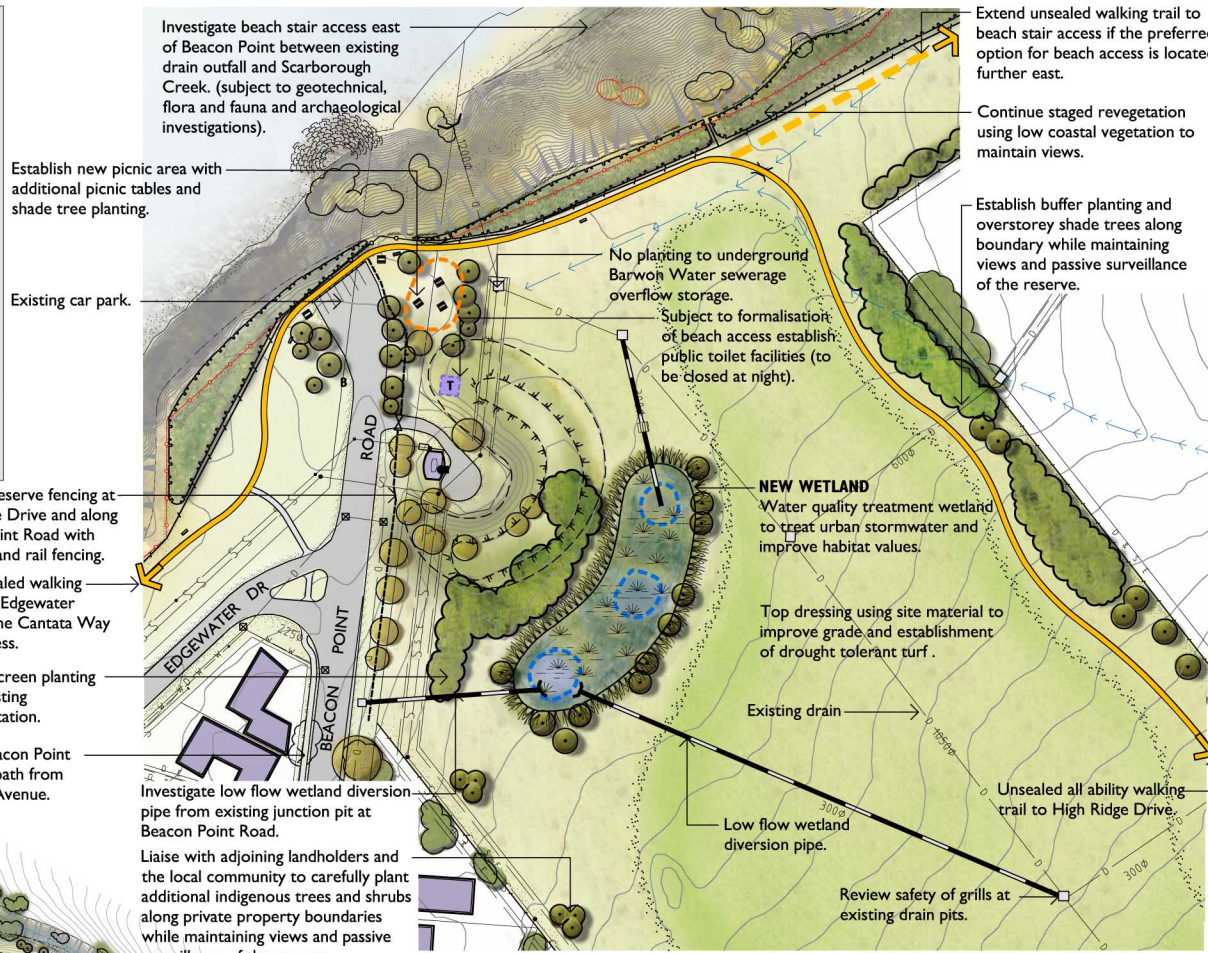 Investigate beach stair access east
of Beacon Point between existing
drain outfall and Scarborough
Creek. (subject to geotechnical,
flora and fauna and archaeological
investigations).
Extend unsealed walking trail to
beach stair access if the preferred
option for beach access is located
further east.
Continue staged revegetation
using low coastal vegetation to
maintain views.
Establish new picnic area with
additional picnic tables and
shade tree planting.
Establish buffer planting and
overstorey shade trees along
boundary while maintaining
views and passive surveillance
of the reserve.
No planting to underground
Barwon Water sewerage
overflow storage.
Existing car park.
Subject to formalisation
of beach access establish
public toilet facilities (to
be closed at night).
1200Ø
B
T
ROAD
600Ø
eserve fencing at
e Drive and along
int Road with
and rail fencing.
NEW WETLAND
Water quality treatment wetland
to treat urban stormwater and
improve habitat values.
aled walking
Edgewater
ne Cantata Way
ess.
EDGEWATER DR
POINT
BEACON
225Ø
Top dressing using site material to
improve grade and establishment
of drought tolerant turf .
creen planting
sting
tation.
Existing drain
1050Ø
acon Point
path from
Avenue.
Investigate low flow wetland diversion
pipe from existing junction pit at
Beacon Point Road.
300Ø
Low flow wetland
diversion pipe.
Unsealed all ability walking
trail to High Ridge Drive.
Liaise with adjoining landholders and
the local community to carefully plant
additional indigenous trees and shrubs
along private property boundaries
while maintaining views and passive
Review safety of grills at
existing drain pits.
300Ø